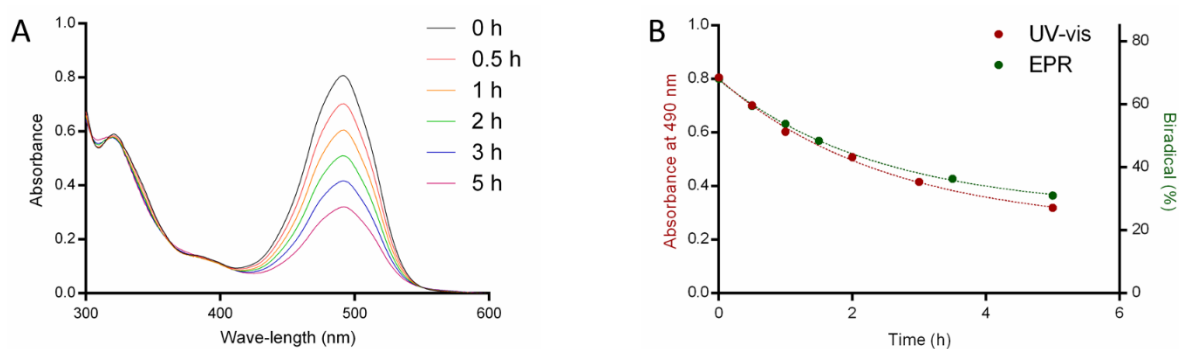 A
1.0
0.8
0.6
0.4
0.2
0.0
Absorbance
300
400
500
600
Wave-length (nm)
0 h
0.5 h
1 h
2 h
3 h
5 h
B
1.0
0.8
0.6
0.4
0.2
0.0
Absorbance at 490 nm
0
2
4
6
Time (h)
UV-vis
EPR
80
60
40
20
0
Biradical (%)